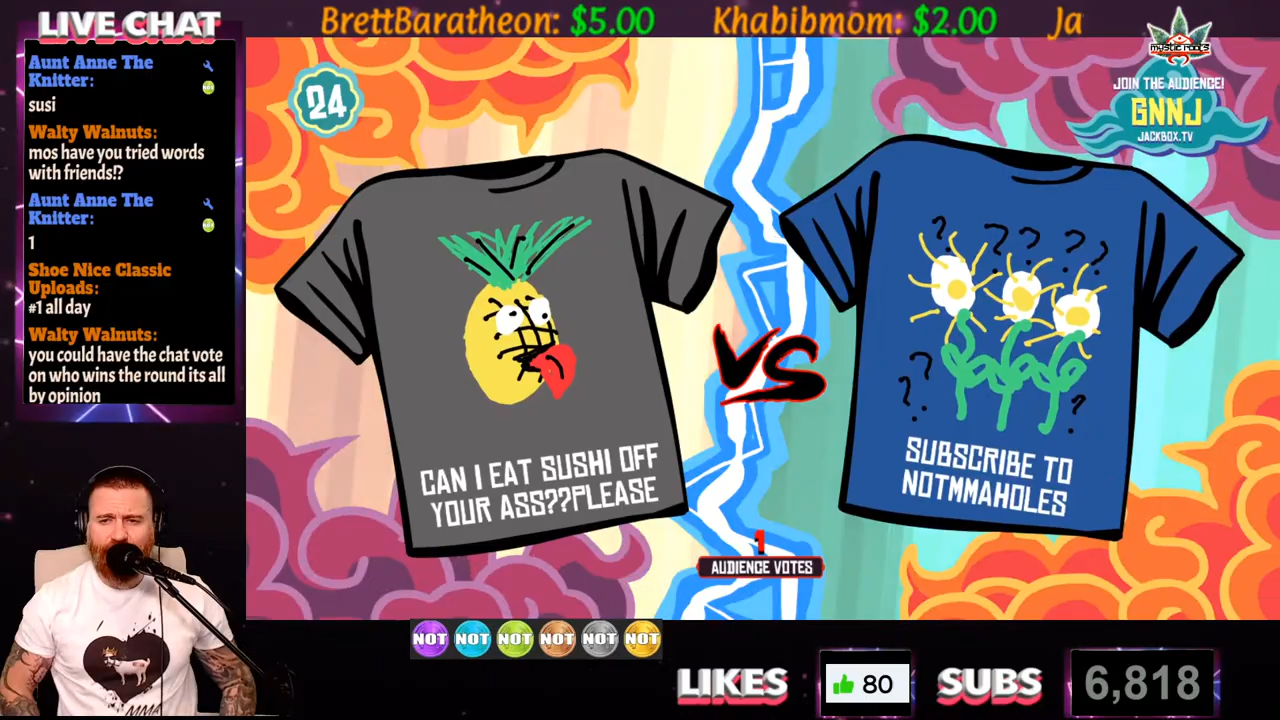 LIVE CHAT
BrettBaratheon: $5.00 Khabibmom: $2.00 Ja
Aunt Anne The
Knitter:
susi
Walty Walnuts:
mos have you tried words
with friends!?
Aunt Anne The
Knitter:
1
Shoe Nice Classic
Uploads:
#1 all day
Walty Walnuts:
you could have the chat vote
on who wins the round its all
by opinion
24
MYSTIC ROOTS
JOIN THE AUDIENCE!
GNNJ
JACKBOX.TV
CAN I EAT SUSHI OFF
YOUR ASS??PLEASE
VS
? ? ? ? ?
? ? ?
SUBSCRIBE TO
NOTMMAHOLES
1
AUDIENCE VOTES
NOT NOT NOT NOT NOT NOT
MMA
LIKES 80 SUBS 6,818